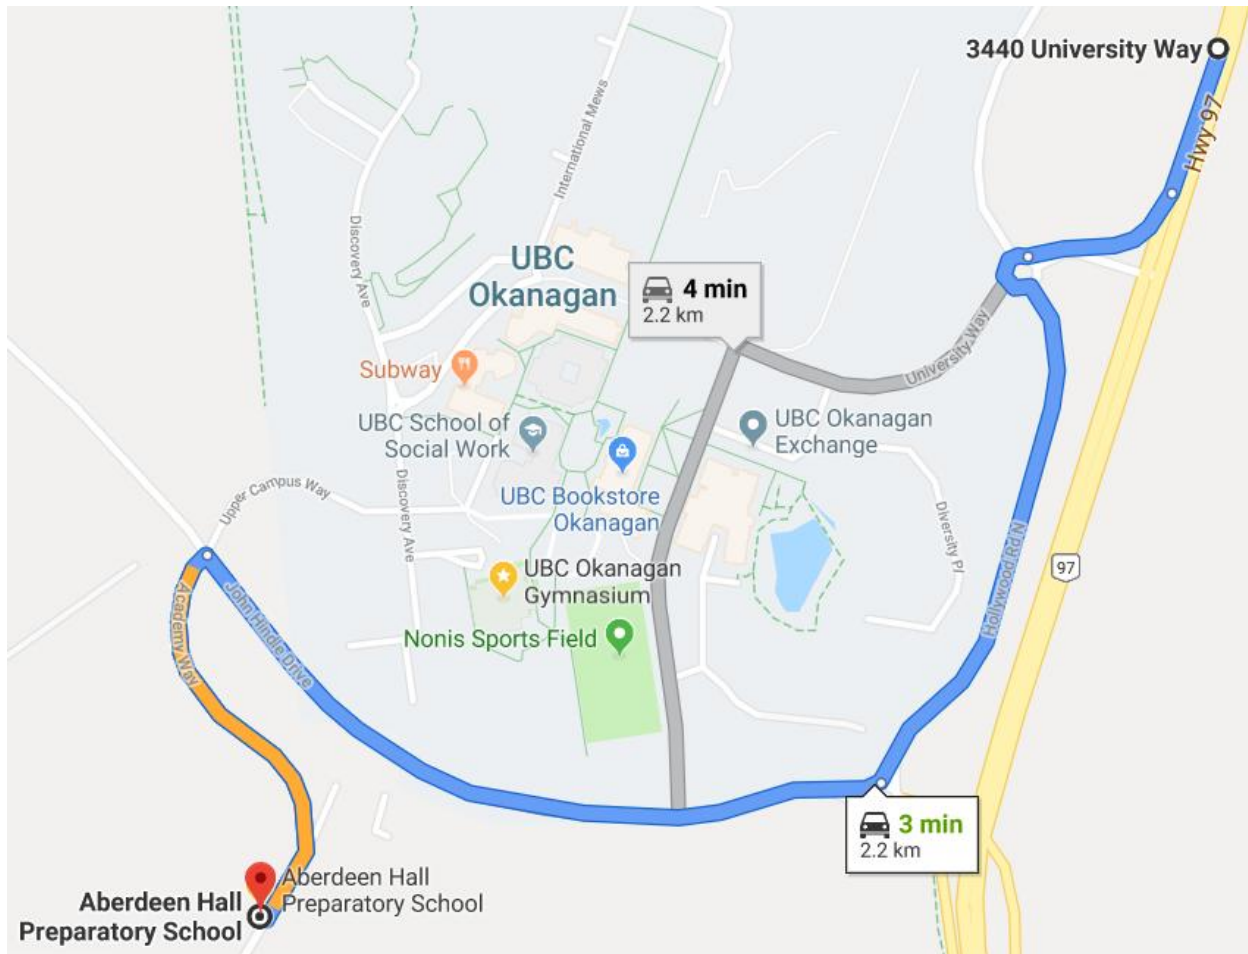 3440 University Way
Hwy 97
International Mews
Discovery Ave
UBC
Okanagan
4 min
2.2 km
University Way
Subway
UBC School of
Social Work
UBC Okanagan
Exchange
Upper Campus Way
Discovery Ave
UBC Bookstore
Okanagan
Diversity Pl
UBC Okanagan
Gymnasium
97
Hollywood Rd N
Academy Way
John Hindle Drive
Nonis Sports Field
3 min
2.2 km
Aberdeen Hall
Preparatory School
Aberdeen Hall
Preparatory School